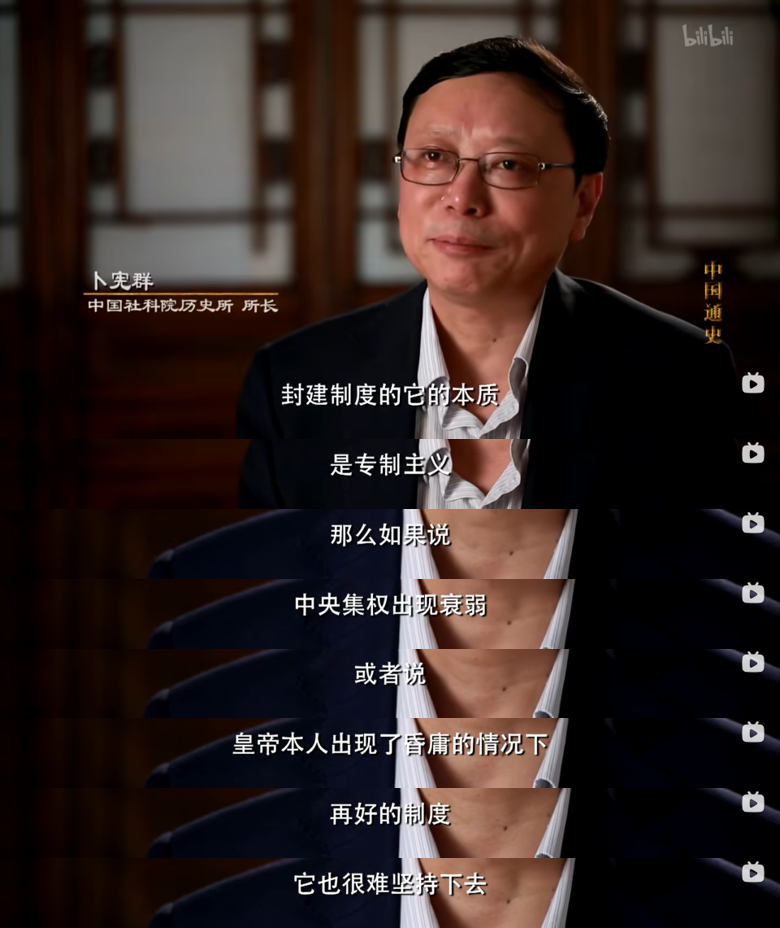 bilibili
卜宪群
中国社科院历史所 所长
中国通史
封建制度的它的本质
是专制主义
那么如果说
中央集权出现衰弱
或者说
皇帝本人出现了昏庸的情况下
再好的制度
它也很难坚持下去